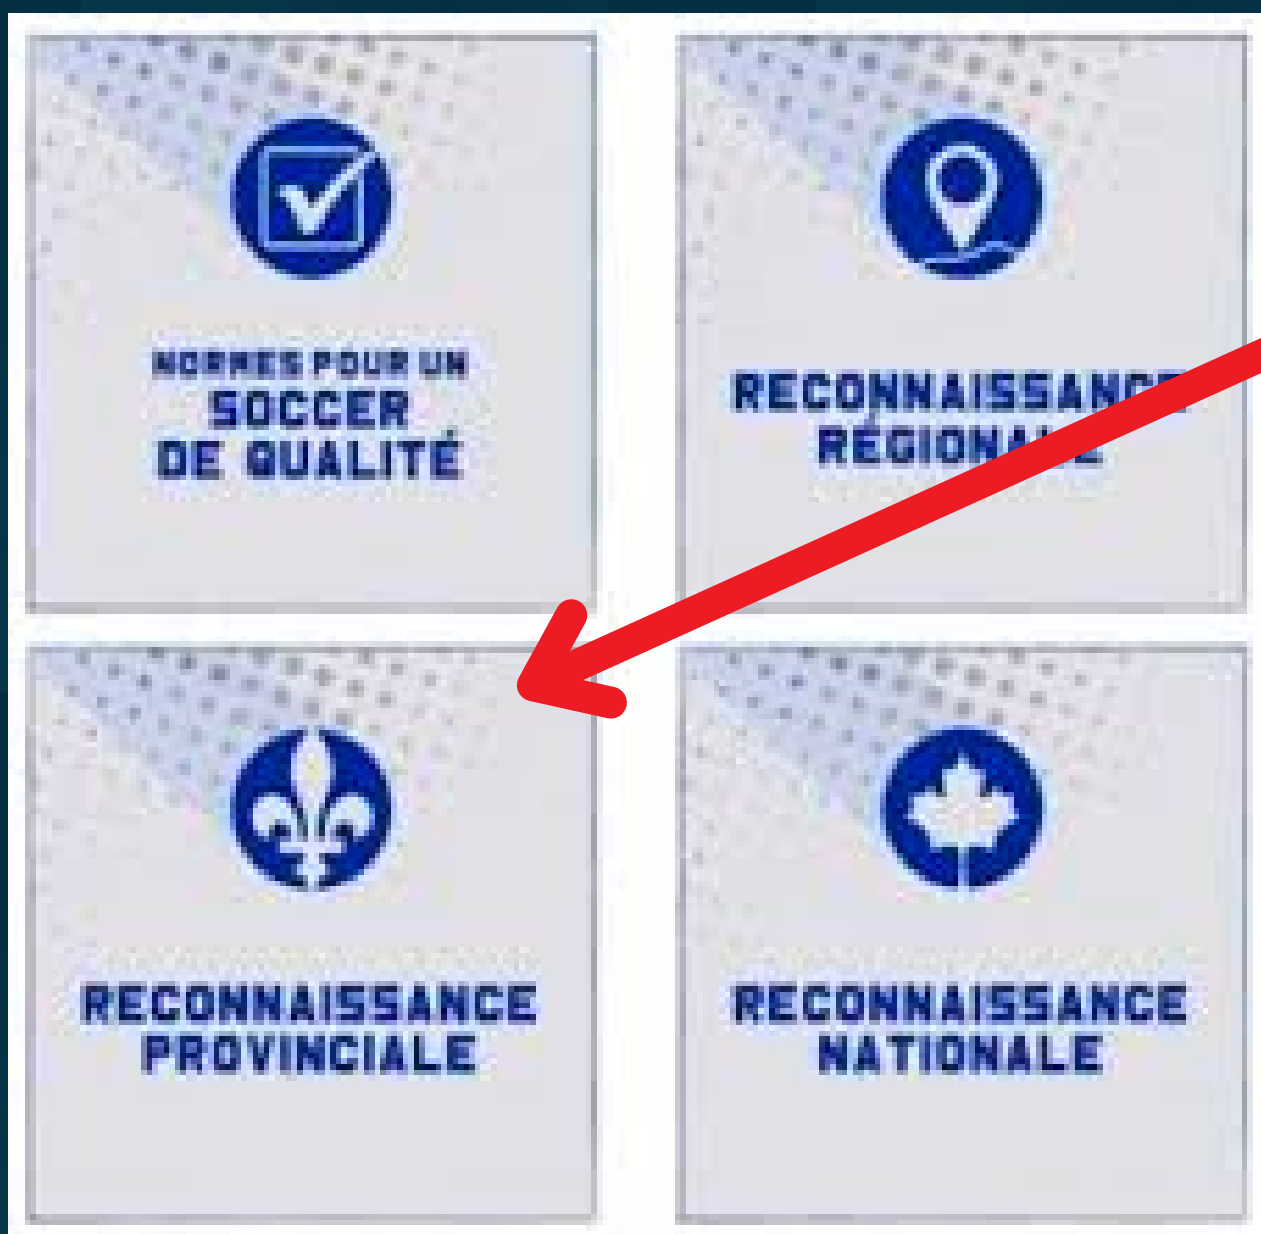 NORMES POUR UN
SOCCER
DE QUALITÉ
RECONNAISSANCE
RÉGIONALE
RECONNAISSANCE
PROVINCIALE
RECONNAISSANCE
NATIONALE